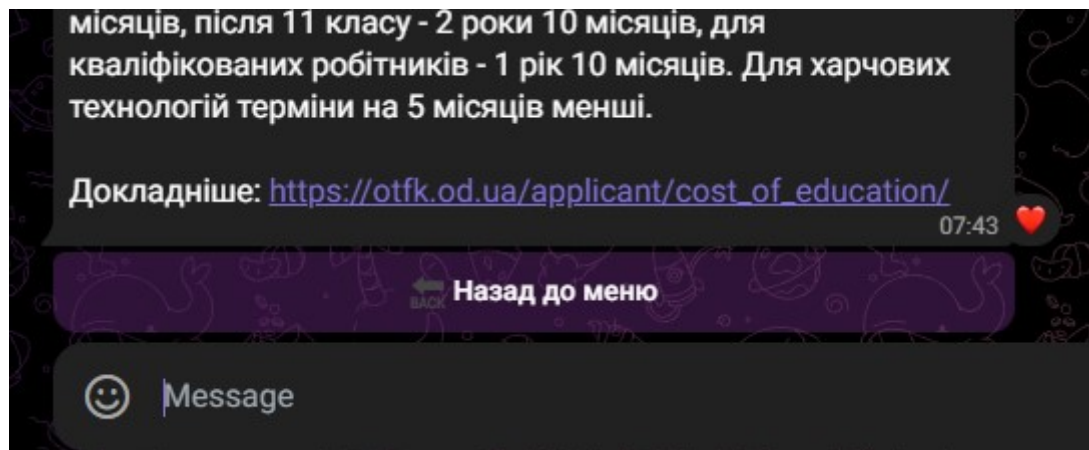 місяців, після 11 класу - 2 роки 10 місяців, для
кваліфікованих робітників - 1 рік 10 місяців. Для харчових
технологій терміни на 5 місяців менші.
Докладніше: https://otfk.od.ua/applicant/cost_of_education/
07:43
BACK Назад до меню
Message